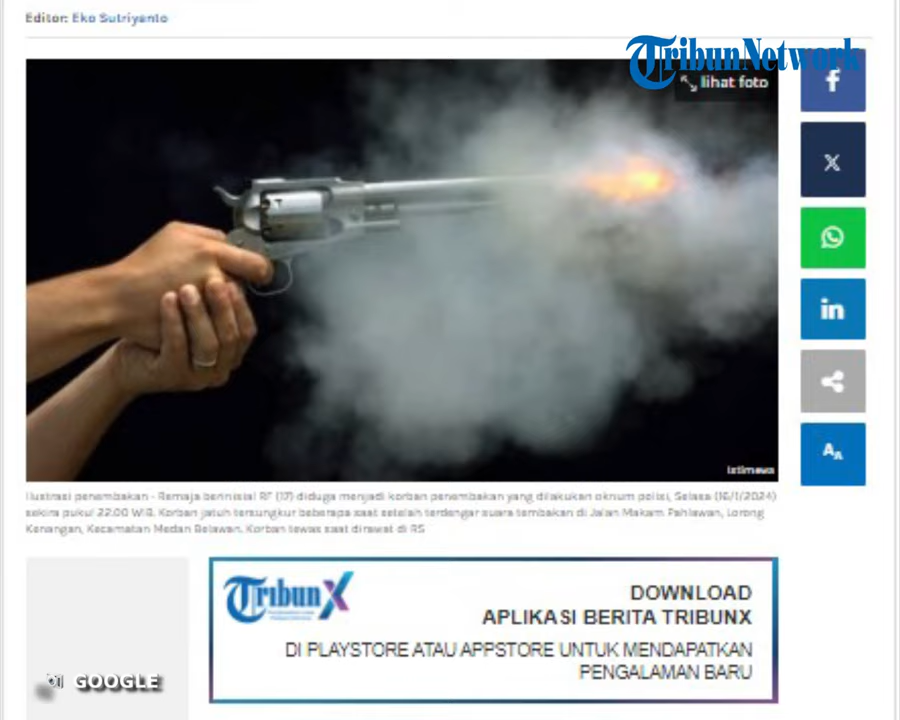 Editor: Eko Sutriyanto
TribunNetwork
lihat foto
f
X
in
istimewa
AA
Ilustrasi penembakan - Remaja berinisial RF (17) diduga menjadi korban penembakan yang dilakukan oknum polisi, Selasa (16/1/2024)
sekira pukul 22.00 WIB. Korban jatuh tersungkur beberapa saat setelah terdengar suara tembakan di Jalan Makam Pahlawan, Lorong
Kenangan, Kecamatan Medan Belawan. Korban tewas saat dirawat di RS
TribunX
DOWNLOAD
APLIKASI BERITA TRIBUNX
DI PLAYSTORE ATAU APPSTORE UNTUK MENDAPATKAN
PENGALAMAN BARU
GOOGLE